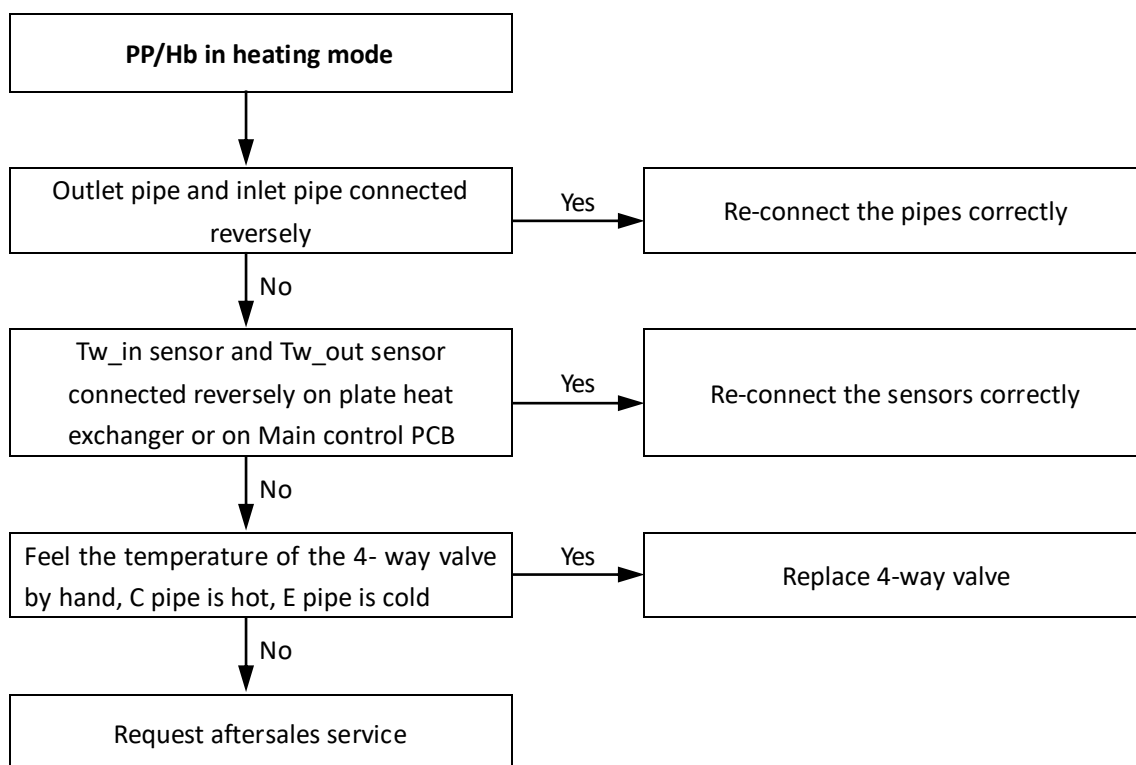 PP/Hb in heating mode
Outlet pipe and inlet pipe connected
reversely
Yes
Re-connect the pipes correctly
No
Tw_in sensor and Tw_out sensor
connected reversely on plate heat
exchanger or on Main control PCB
Yes
Re-connect the sensors correctly
No
Feel the temperature of the 4- way valve
by hand, C pipe is hot, E pipe is cold
Yes
Replace 4-way valve
No
Request aftersales service